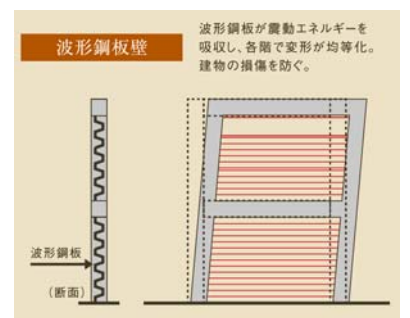 波形鋼板壁
波形鋼板が震動エネルギーを
吸収し、各階で変形が均等化。
建物の損傷を防ぐ。
波形鋼板
(断面)